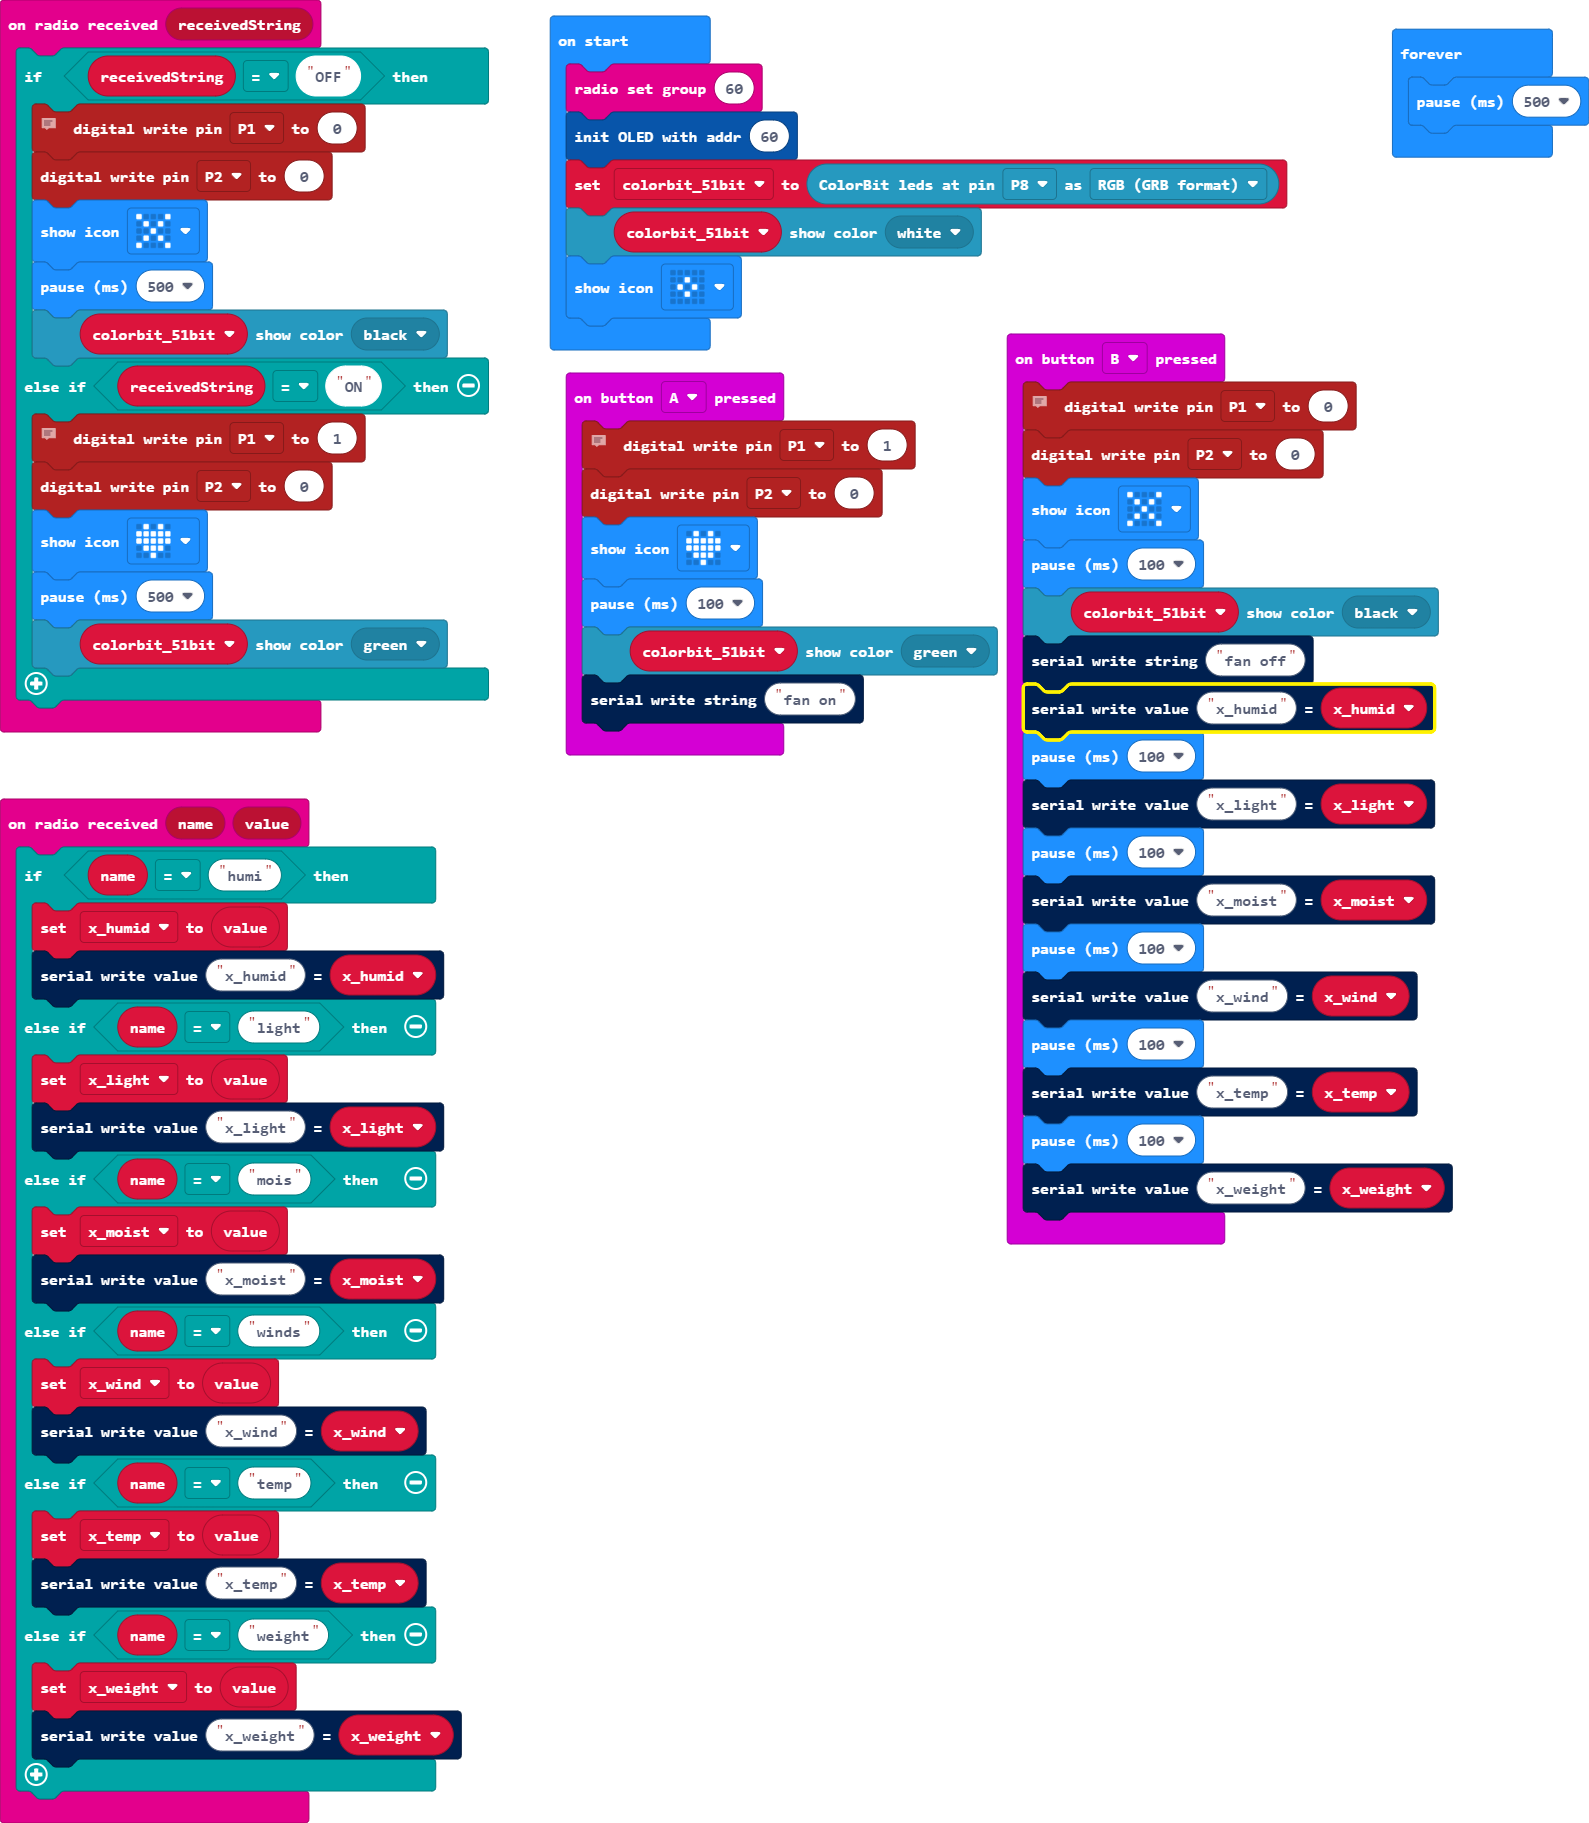 on radio received receivedString
if receivedString = "OFF" then
digital write pin P1 to 0
digital write pin P2 to 0
show icon
pause (ms) 500
colorbit_51bit show color black
else if receivedString = "ON" then
digital write pin P1 to 1
digital write pin P2 to 0
show icon
pause (ms) 500
colorbit_51bit show color green
on start
radio set group 60
init OLED with addr 60
set colorbit_51bit to ColorBit leds at pin P8 as RGB (GRB format)
colorbit_51bit show color white
show icon
forever
pause (ms) 500
on button A pressed
digital write pin P1 to 1
digital write pin P2 to 0
show icon
pause (ms) 100
colorbit_51bit show color green
serial write string "fan on"
on button B pressed
digital write pin P1 to 0
digital write pin P2 to 0
show icon
pause (ms) 100
colorbit_51bit show color black
serial write string "fan off"
serial write value "x_humid" = x_humid
pause (ms) 100
serial write value "x_light" = x_light
pause (ms) 100
serial write value "x_moist" = x_moist
pause (ms) 100
serial write value "x_wind" = x_wind
pause (ms) 100
serial write value "x_temp" = x_temp
pause (ms) 100
serial write value "x_weight" = x_weight
on radio received name value
if name = "humi" then
set x_humid to value
serial write value "x_humid" = x_humid
else if name = "light" then
set x_light to value
serial write value "x_light" = x_light
else if name = "mois" then
set x_moist to value
serial write value "x_moist" = x_moist
else if name = "winds" then
set x_wind to value
serial write value "x_wind" = x_wind
else if name = "temp" then
set x_temp to value
serial write value "x_temp" = x_temp
else if name = "weight" then
set x_weight to value
serial write value "x_weight" = x_weight